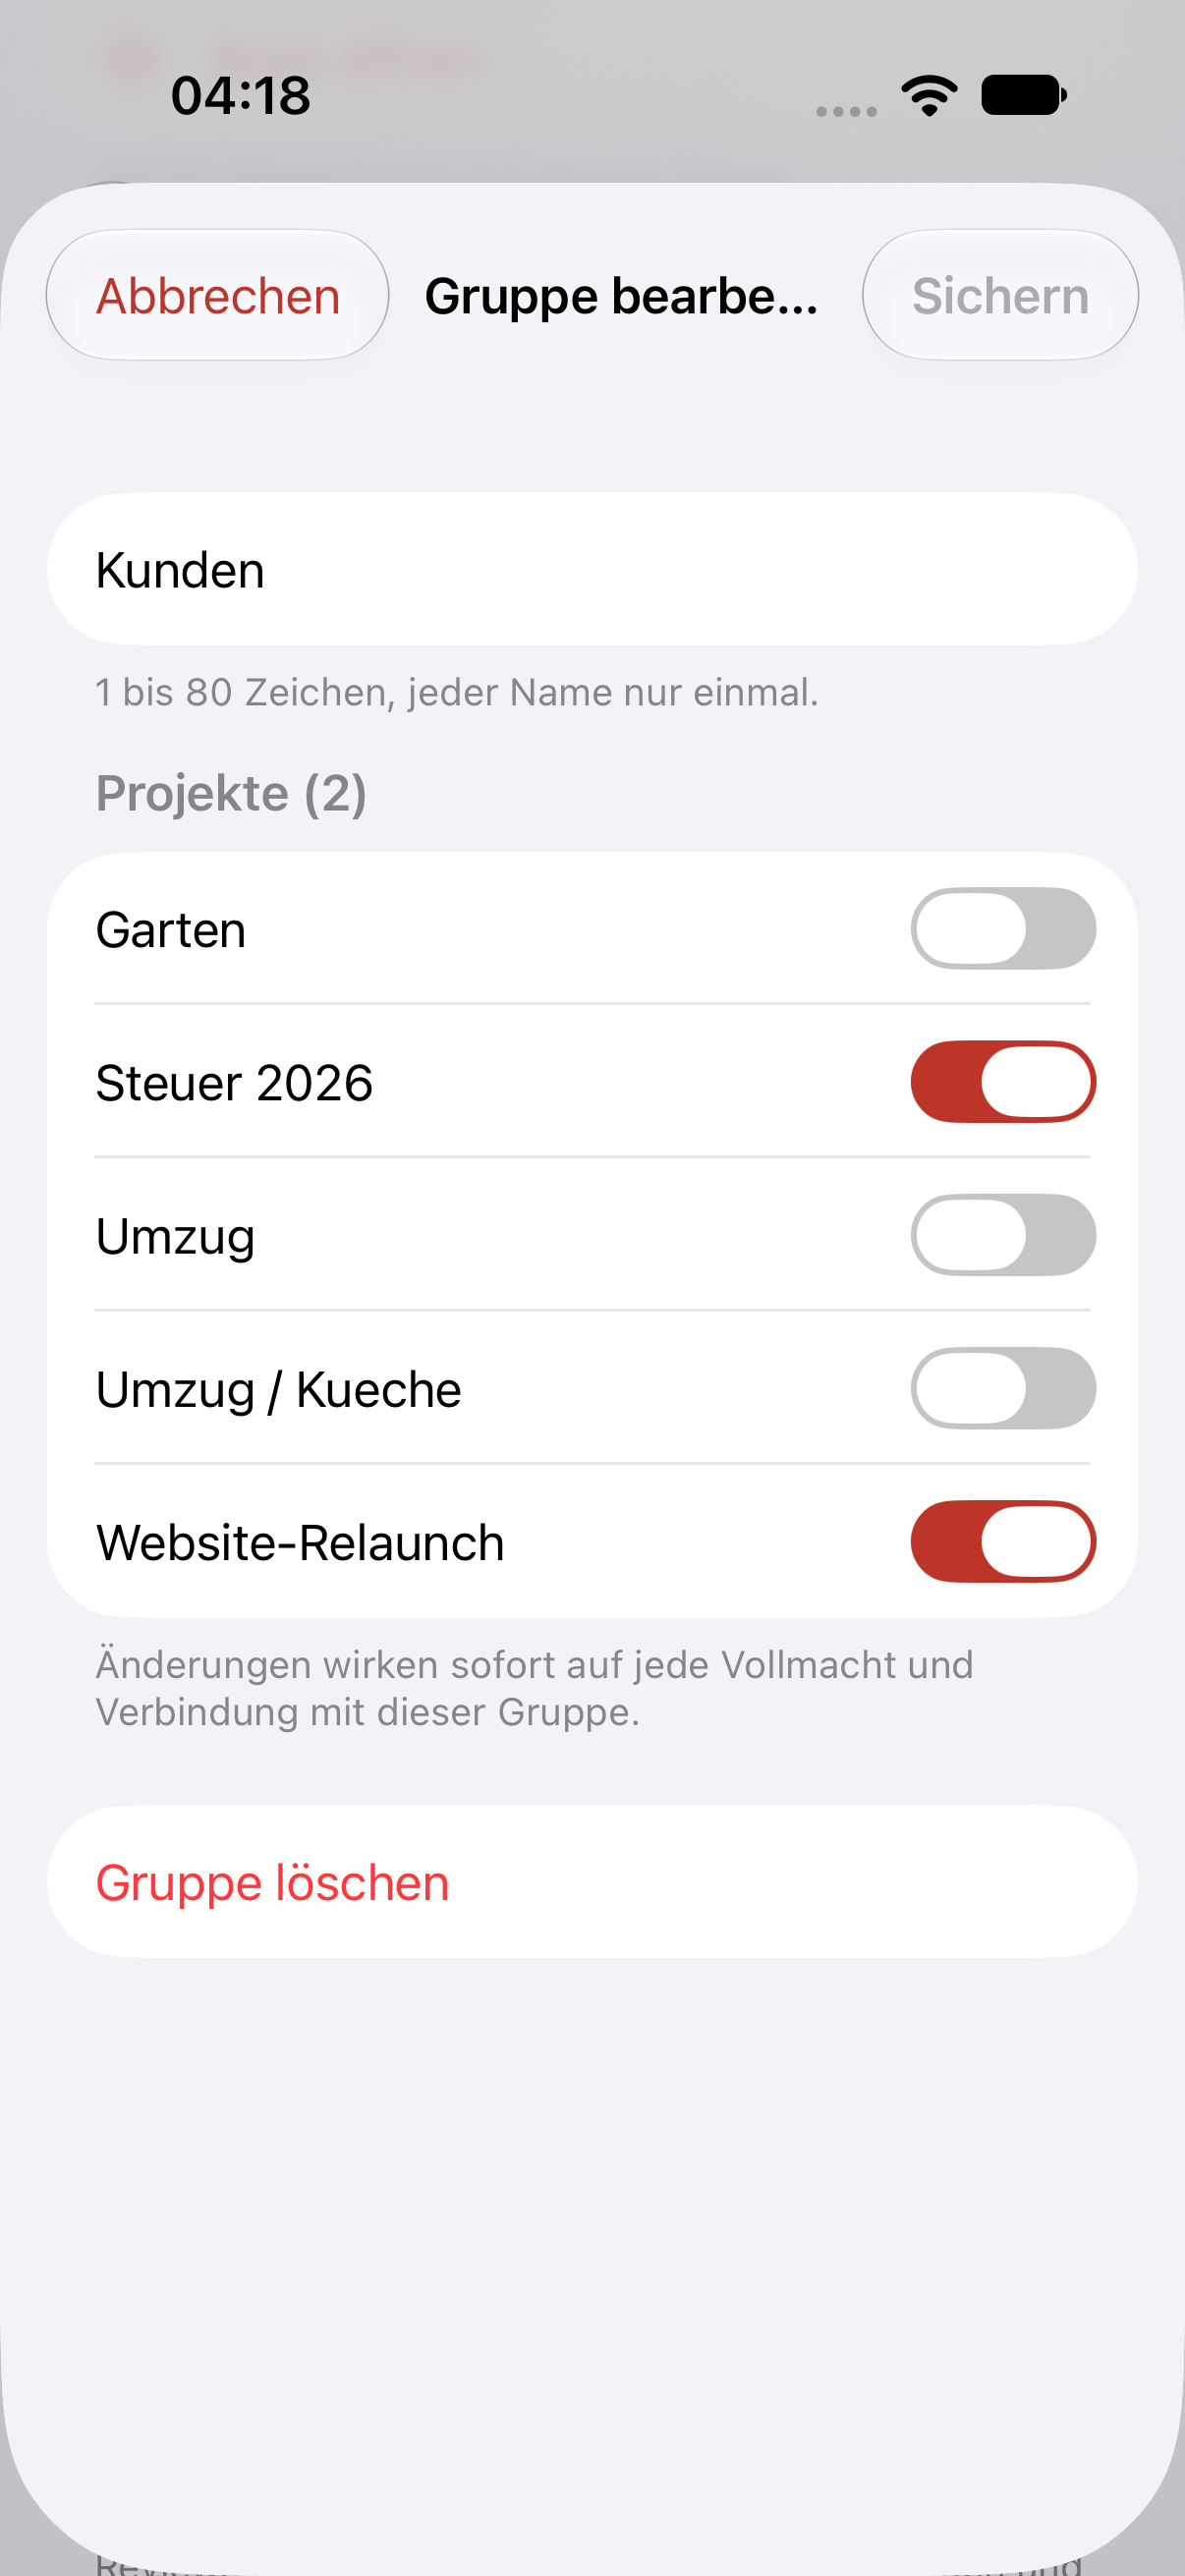 04:18
Abbrechen
Gruppe bearbe...
Sichern
Kunden
1 bis 80 Zeichen, jeder Name nur einmal.
Projekte (2)
Garten
Steuer 2026
Umzug
Umzug / Kueche
Website-Relaunch
Änderungen wirken sofort auf jede Vollmacht und
Verbindung mit dieser Gruppe.
Gruppe löschen